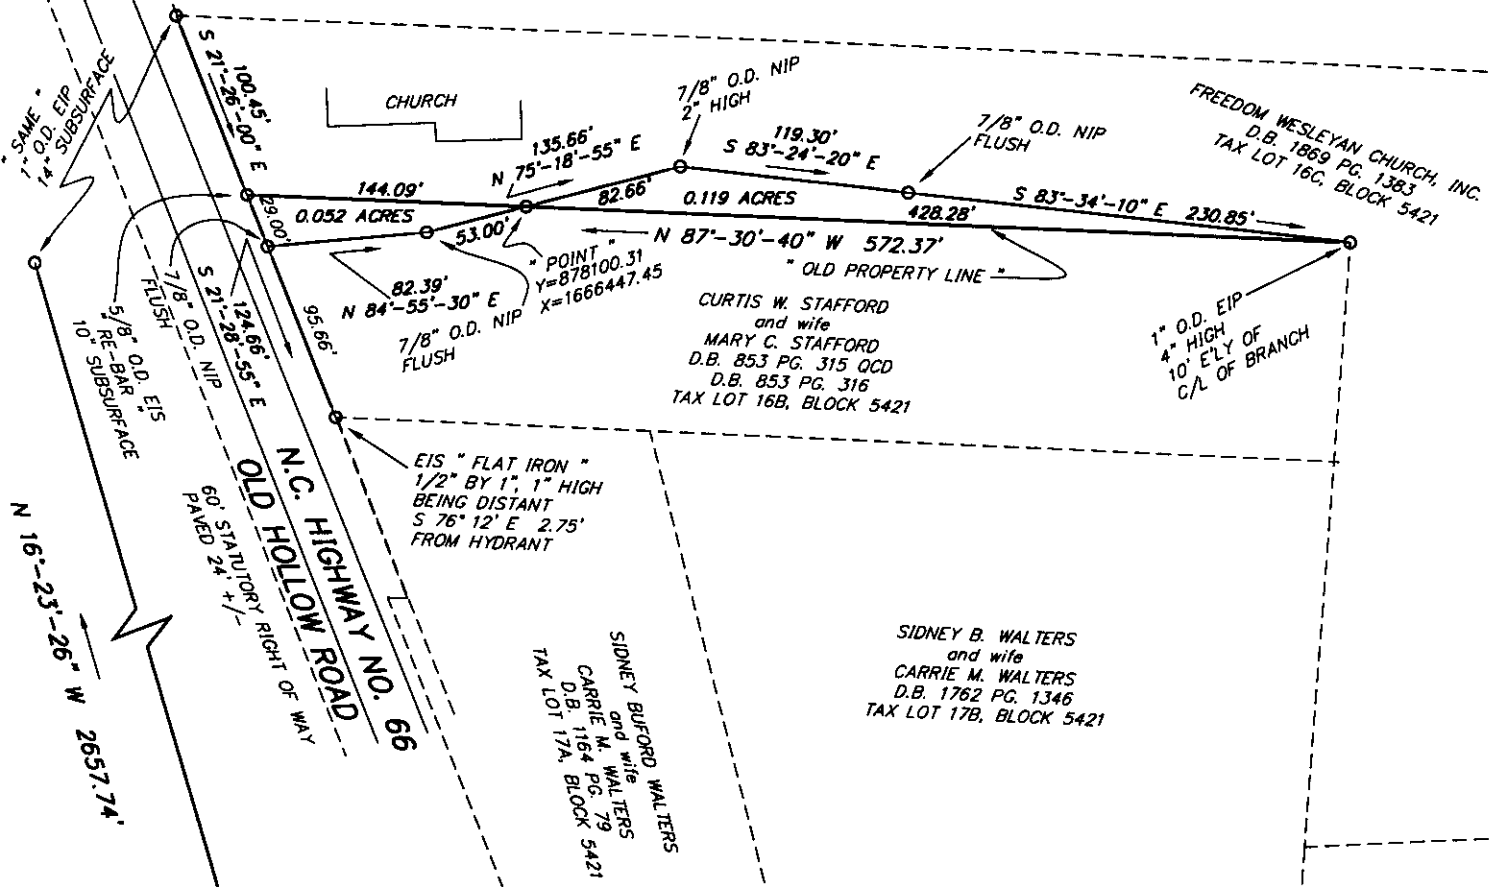 " SAME "
1" O.D. EIP
14" SUBSURFACE
S 21°-26'-00" E
100.45'
CHURCH
135.66'
N 75°-18'-55" E
7/8" O.D. NIP
2" HIGH
119.30'
S 83°-24'-20" E
7/8" O.D. NIP
FLUSH
FREEDOM WESLEYAN CHURCH, INC.
D.B. 1869 PG. 1383
TAX LOT 16C, BLOCK 5421
144.09'
0.052 ACRES
29.00'
53.00'
82.66'
0.119 ACRES
428.28'
S 83°-34'-10" E 230.85'
N 87°-30'-40" W 572.37'
" OLD PROPERTY LINE "
" POINT "
Y=878100.31
X=1666447.45
82.39'
N 84°-55'-30" E
7/8" O.D. NIP
FLUSH
95.66'
124.66'
S 21°-28'-55" E
7/8" O.D. NIP
FLUSH
5/8" O.D. EIS
" RE-BAR "
10" SUBSURFACE
CURTIS W. STAFFORD
and wife
MARY C. STAFFORD
D.B. 853 PG. 315 QCD
D.B. 853 PG. 316
TAX LOT 16B, BLOCK 5421
1" O.D. EIP
4" HIGH
10' E'LY OF
C/L OF BRANCH
EIS " FLAT IRON "
1/2" BY 1", 1" HIGH
BEING DISTANT
S 76° 12' E 2.75'
FROM HYDRANT
N.C. HIGHWAY NO. 66
OLD HOLLOW ROAD
60' STATUTORY RIGHT OF WAY
PAVED 24' +/-
N 16°-23'-26" W 2657.74'
SIDNEY BUFORD WALTERS
and wife
CARRIE M. WALTERS
D.B. 1164 PG. 79
TAX LOT 17A, BLOCK 5421
SIDNEY B. WALTERS
and wife
CARRIE M. WALTERS
D.B. 1762 PG. 1346
TAX LOT 17B, BLOCK 5421